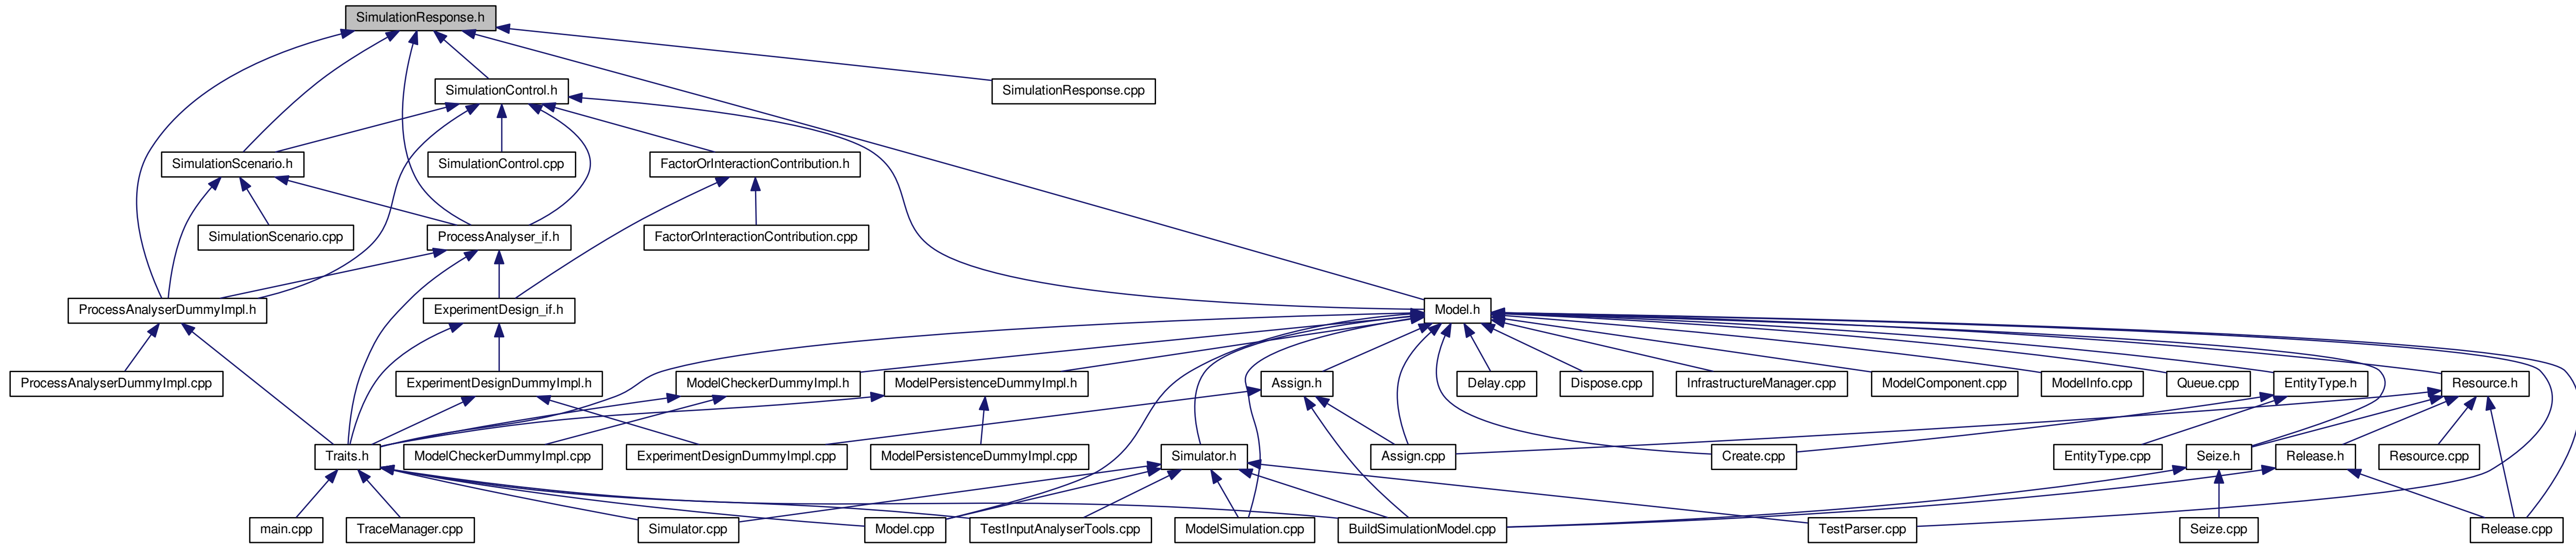 SimulationResponse.h
SimulationControl.h
SimulationResponse.cpp
SimulationScenario.h
SimulationControl.cpp
FactorOrInteractionContribution.h
SimulationScenario.cpp
ProcessAnalyser_if.h
FactorOrInteractionContribution.cpp
ProcessAnalyserDummyImpl.h
ExperimentDesign_if.h
Model.h
ProcessAnalyserDummyImpl.cpp
ExperimentDesignDummyImpl.h
ModelCheckerDummyImpl.h
ModelPersistenceDummyImpl.h
Assign.h
Delay.cpp
Dispose.cpp
InfrastructureManager.cpp
ModelComponent.cpp
ModelInfo.cpp
Queue.cpp
EntityType.h
Resource.h
Traits.h
ModelCheckerDummyImpl.cpp
ExperimentDesignDummyImpl.cpp
ModelPersistenceDummyImpl.cpp
Simulator.h
Assign.cpp
Create.cpp
EntityType.cpp
Seize.h
Release.h
Resource.cpp
main.cpp
TraceManager.cpp
Simulator.cpp
Model.cpp
TestInputAnalyserTools.cpp
ModelSimulation.cpp
BuildSimulationModel.cpp
TestParser.cpp
Seize.cpp
Release.cpp